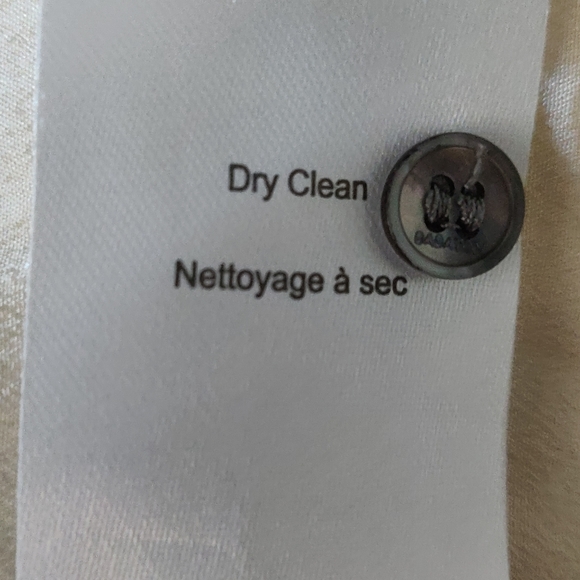 Dry Clean
Nettoyage à sec